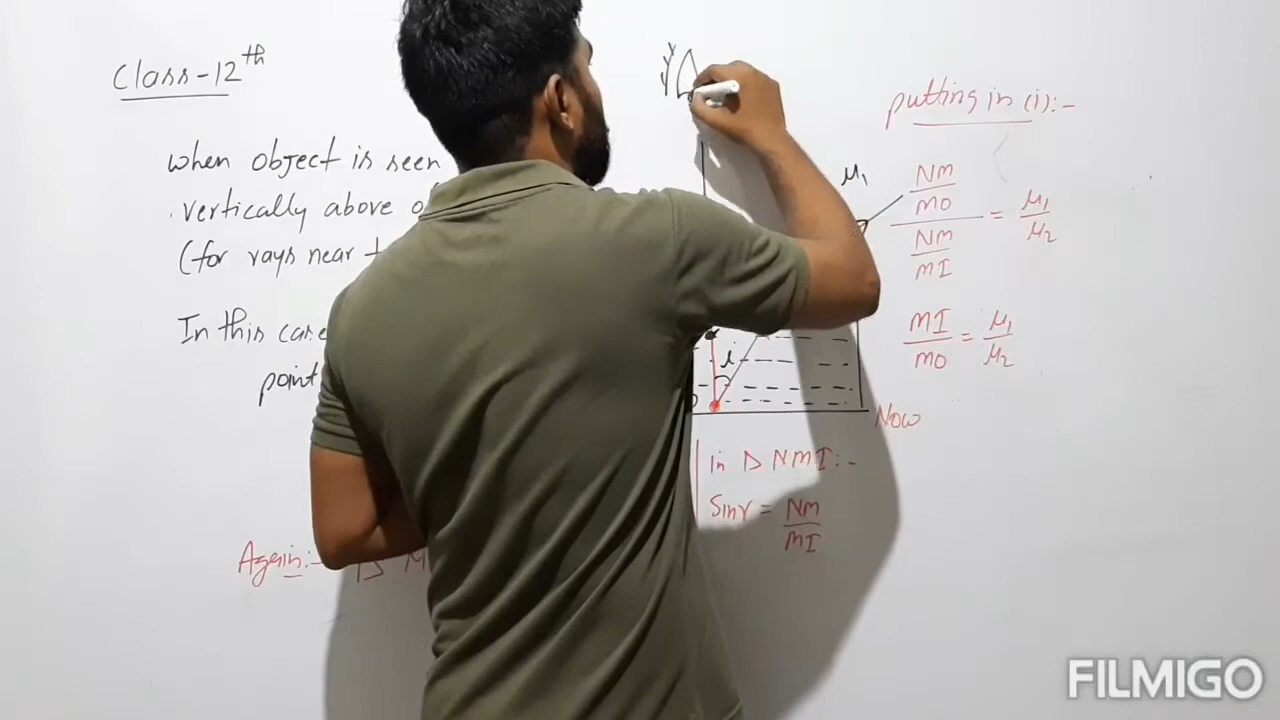 Class-12th
when object is seen
vertically above
(for rays near
In this case
point
Again:-
μ1
i
in Δ NMI:-
Sinr = NM
MI
Now
putting in (i):-
NM
MO
NM
MI
= μ1
μ2
MI
MO
= μ1
μ2
FILMIGO